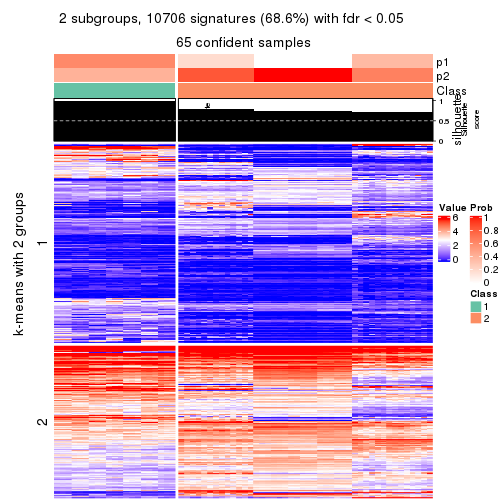 2 subgroups, 10706 signatures (68.6%) with fdr < 0.05
65 confident samples
p1
p2
Class
1
0.5
0
silhouette
Silhouette
score
k-means with 2 groups
1
2
Value
6
4
2
0
Prob
1
0.8
0.6
0.4
0.2
0
Class
1
2